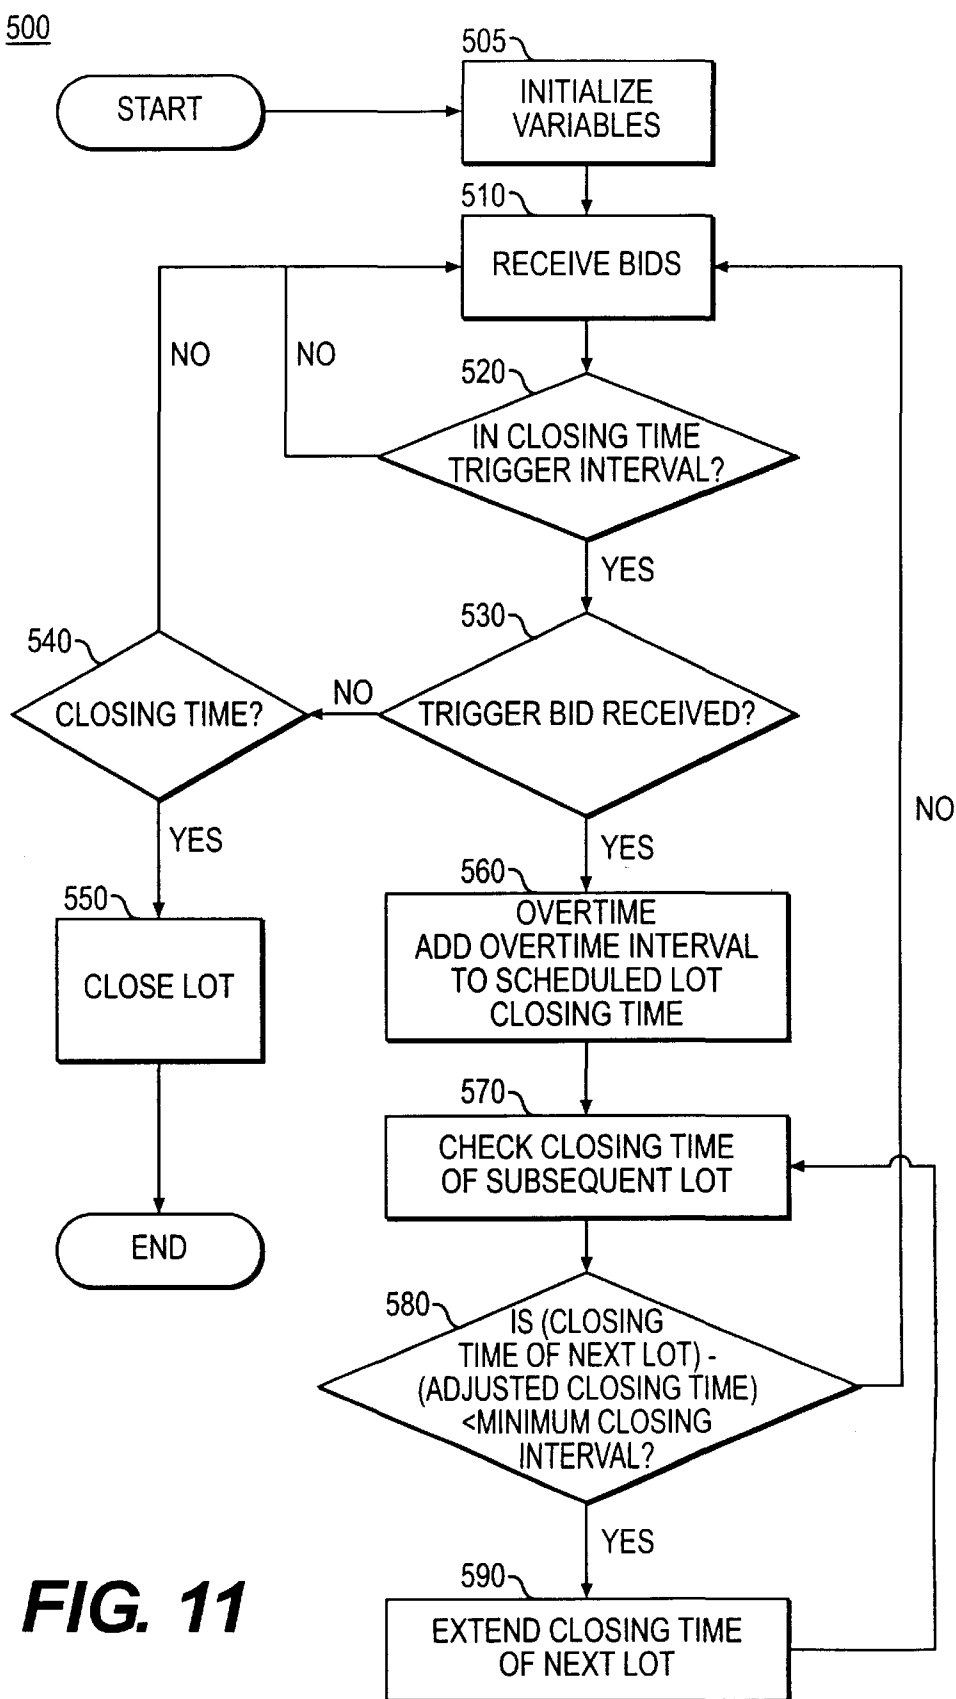 500
START
505
INITIALIZE
VARIABLES
510
RECEIVE BIDS
NO
NO
520
IN CLOSING TIME
TRIGGER INTERVAL?
YES
530
TRIGGER BID RECEIVED?
NO
540
CLOSING TIME?
YES
550
CLOSE LOT
END
YES
NO
560
OVERTIME
ADD OVERTIME INTERVAL
TO SCHEDULED LOT
CLOSING TIME
570
CHECK CLOSING TIME
OF SUBSEQUENT LOT
580
IS (CLOSING
TIME OF NEXT LOT) -
(ADJUSTED CLOSING TIME)
<MINIMUM CLOSING
INTERVAL?
YES
590
EXTEND CLOSING TIME
OF NEXT LOT
FIG. 11